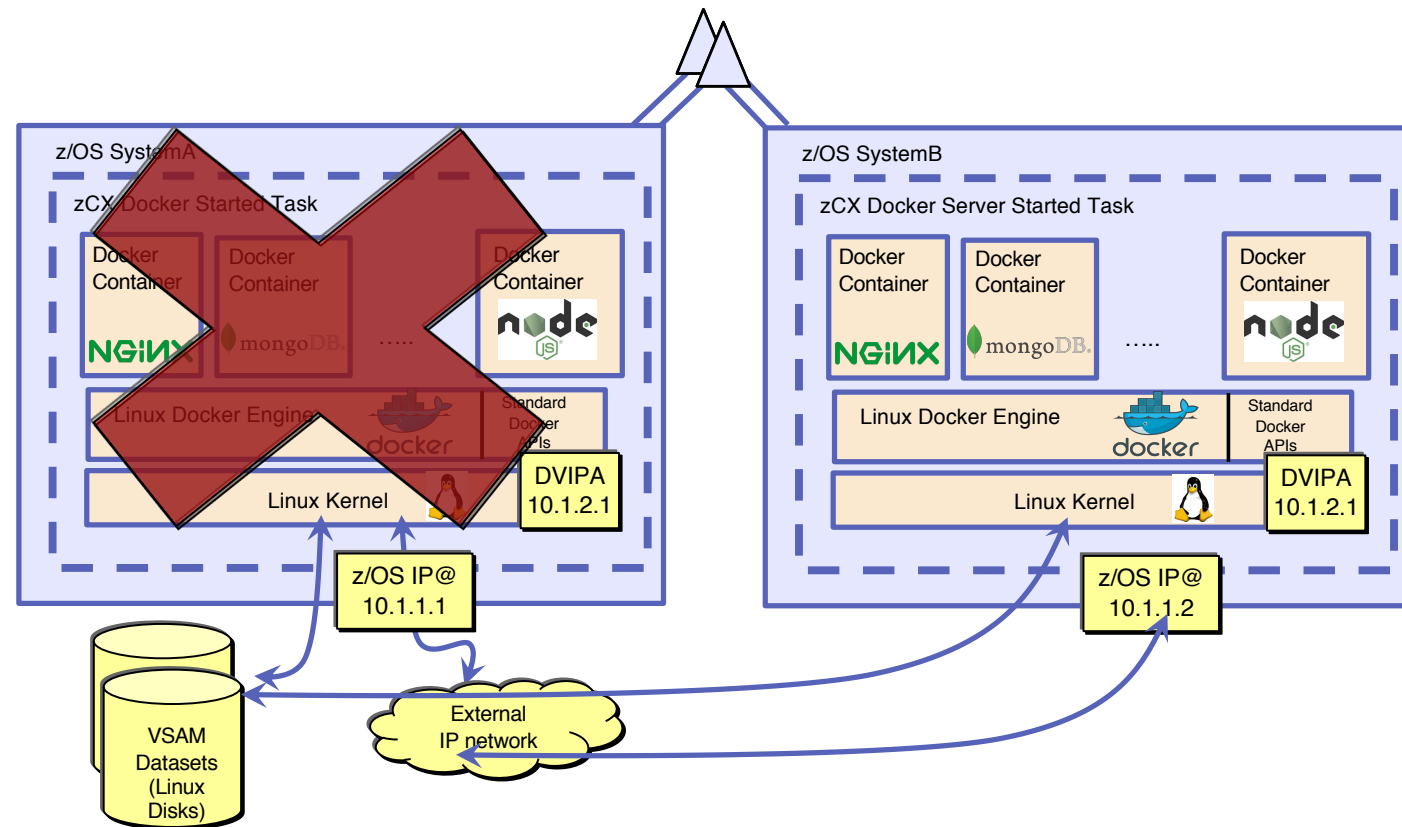 z/OS SystemA
zCX Docker Started Task
Docker
Container
NGINX
Docker
Container
mongoDB.
.....
Docker
Container
node
JS
Linux Docker Engine
docker
Standard
Docker
APIs
Linux Kernel
DVIPA
10.1.2.1
z/OS IP@
10.1.1.1
z/OS SystemB
zCX Docker Server Started Task
Docker
Container
NGINX
Docker
Container
mongoDB.
.....
Docker
Container
node
JS
Linux Docker Engine
docker
Standard
Docker
APIs
Linux Kernel
DVIPA
10.1.2.1
z/OS IP@
10.1.1.2
VSAM
Datasets
(Linux
Disks)
External
IP network